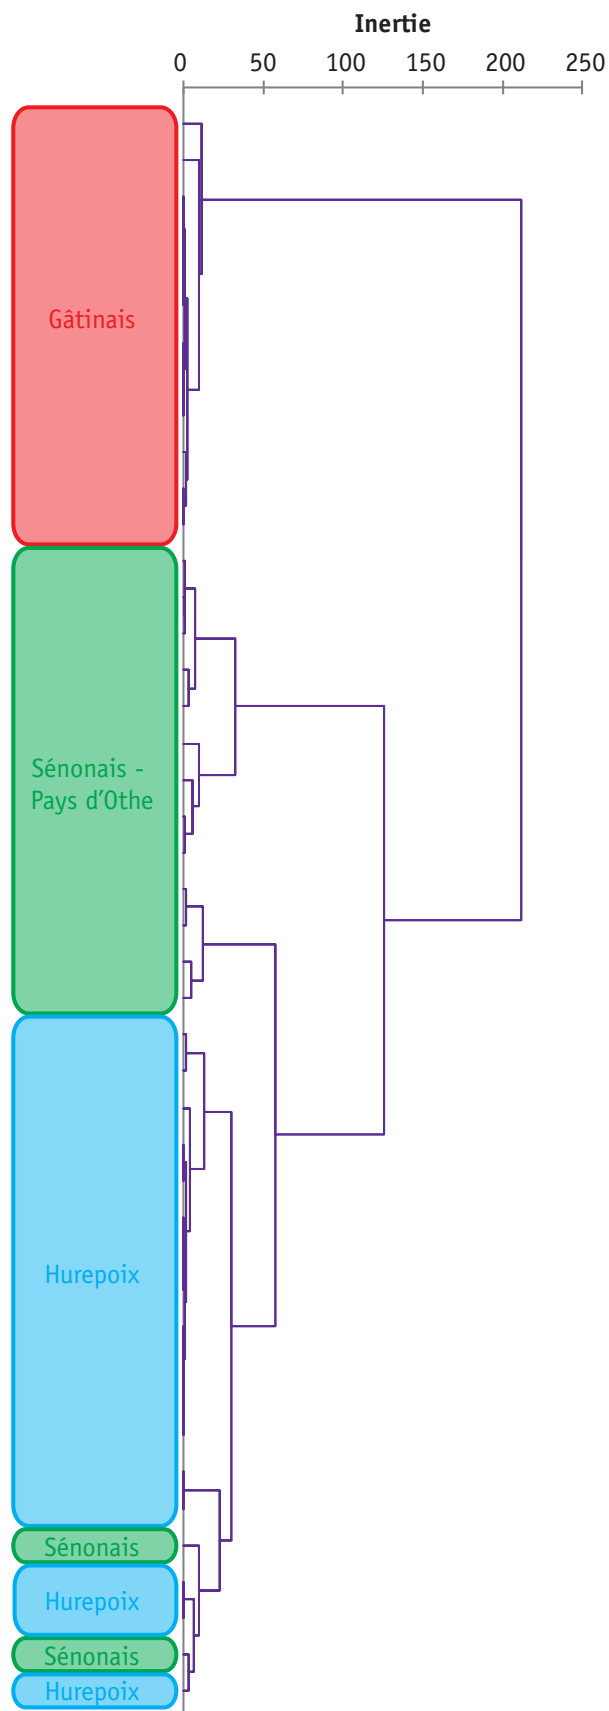 Inertie
0 50 100 150 200 250
Gâtinais
Sénonais -
Pays d'Othe
Hurepoix
Sénonais
Hurepoix
Sénonais
Hurepoix